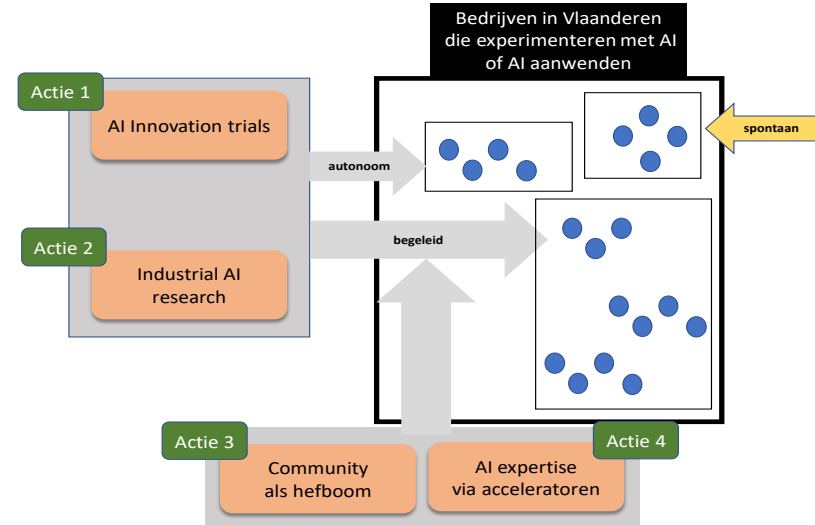 Bedrijven in Vlaanderen
die experimenteren met AI
of AI aanwenden
Actie 1
AI Innovation trials
spontaan
autonoom
Actie 2
begeleid
Industrial AI
research
Actie 3
Actie 4
Community
als hefboom
AI expertise
via acceleratoren